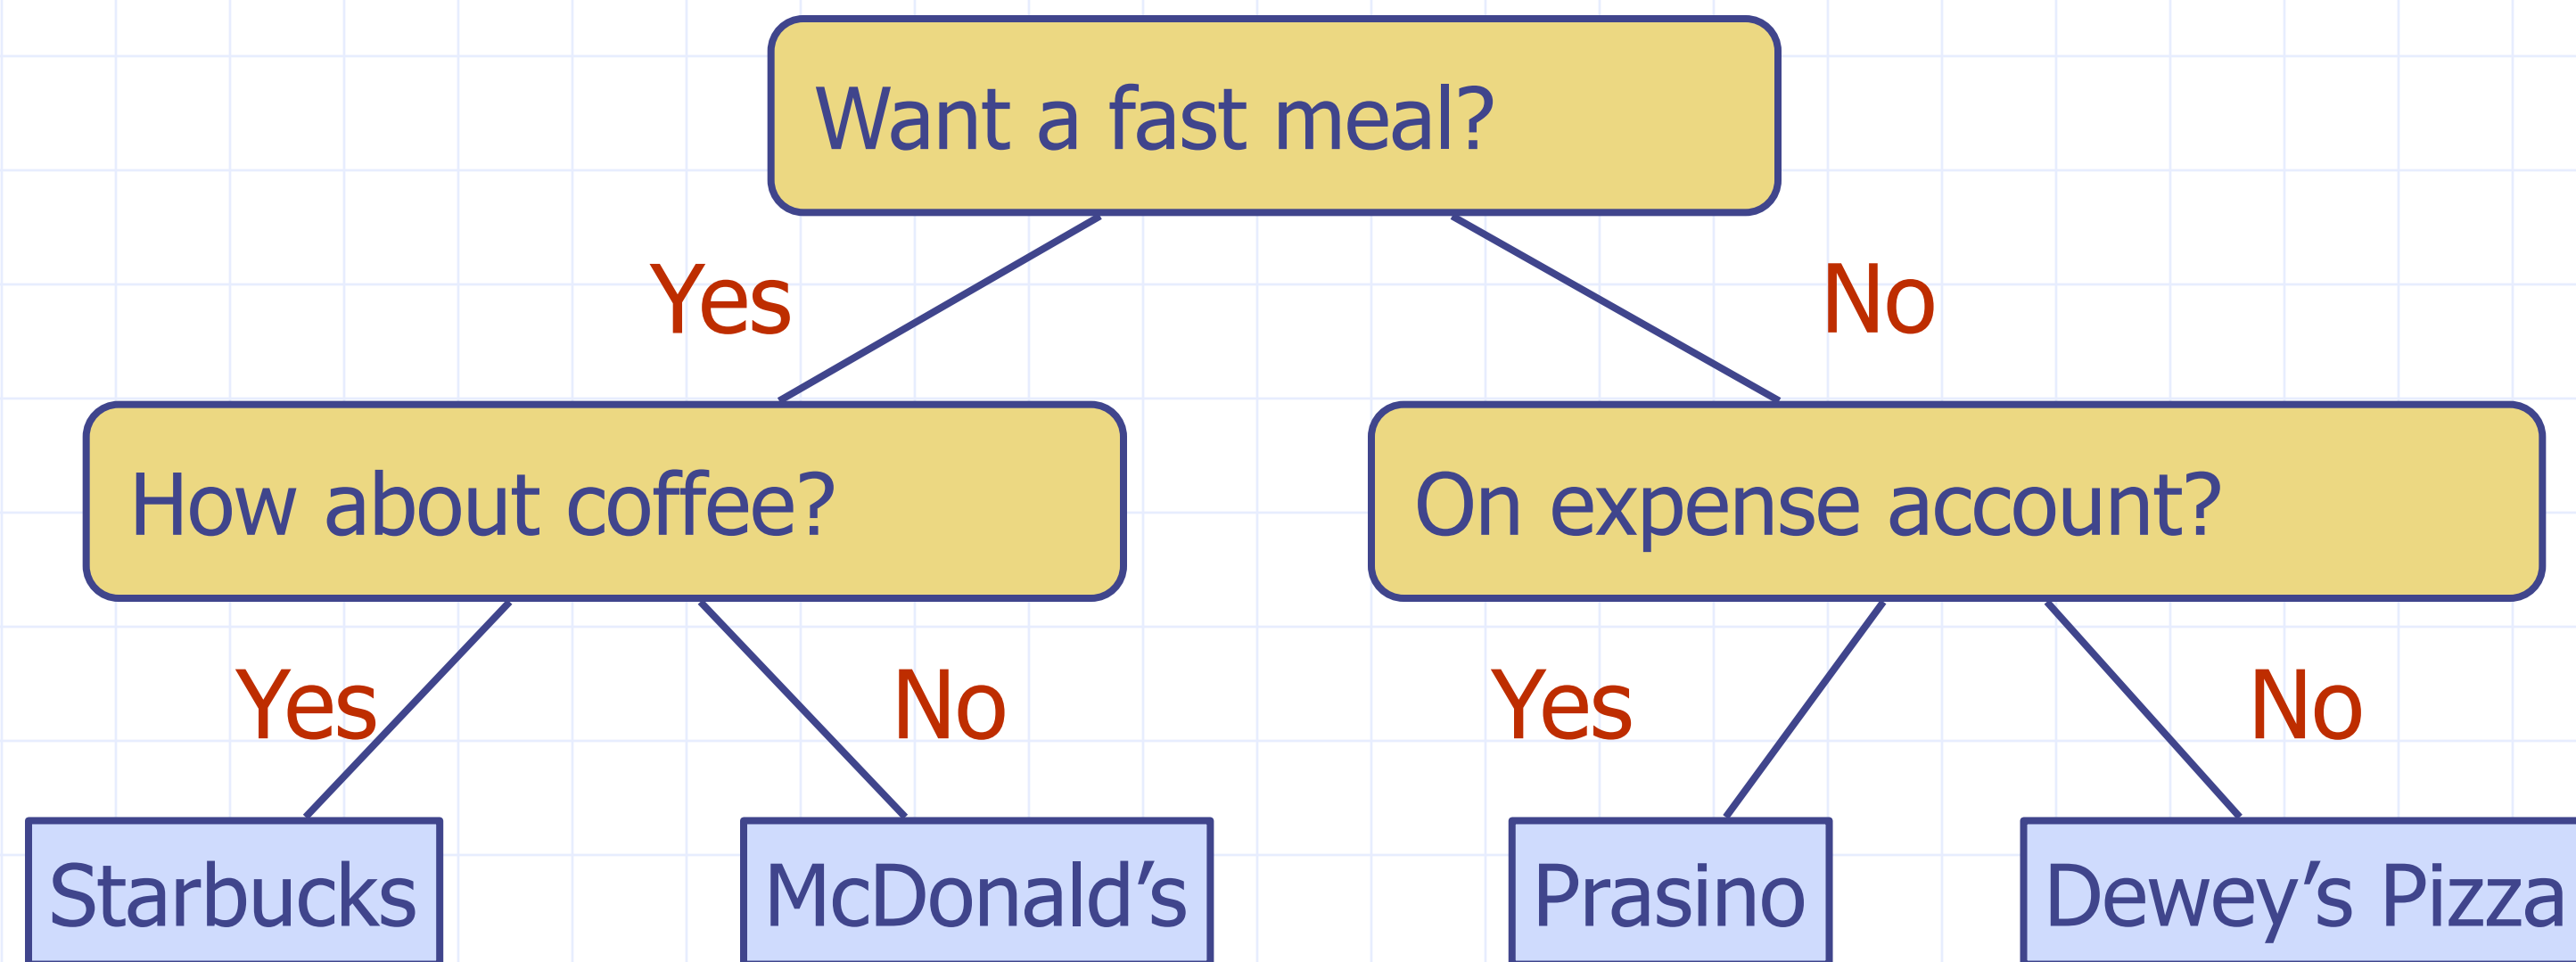 Want a fast meal?
Yes
No
How about coffee?
On expense account?
Yes
No
Yes
No
Starbucks
McDonald’s
Prasino
Dewey’s Pizza